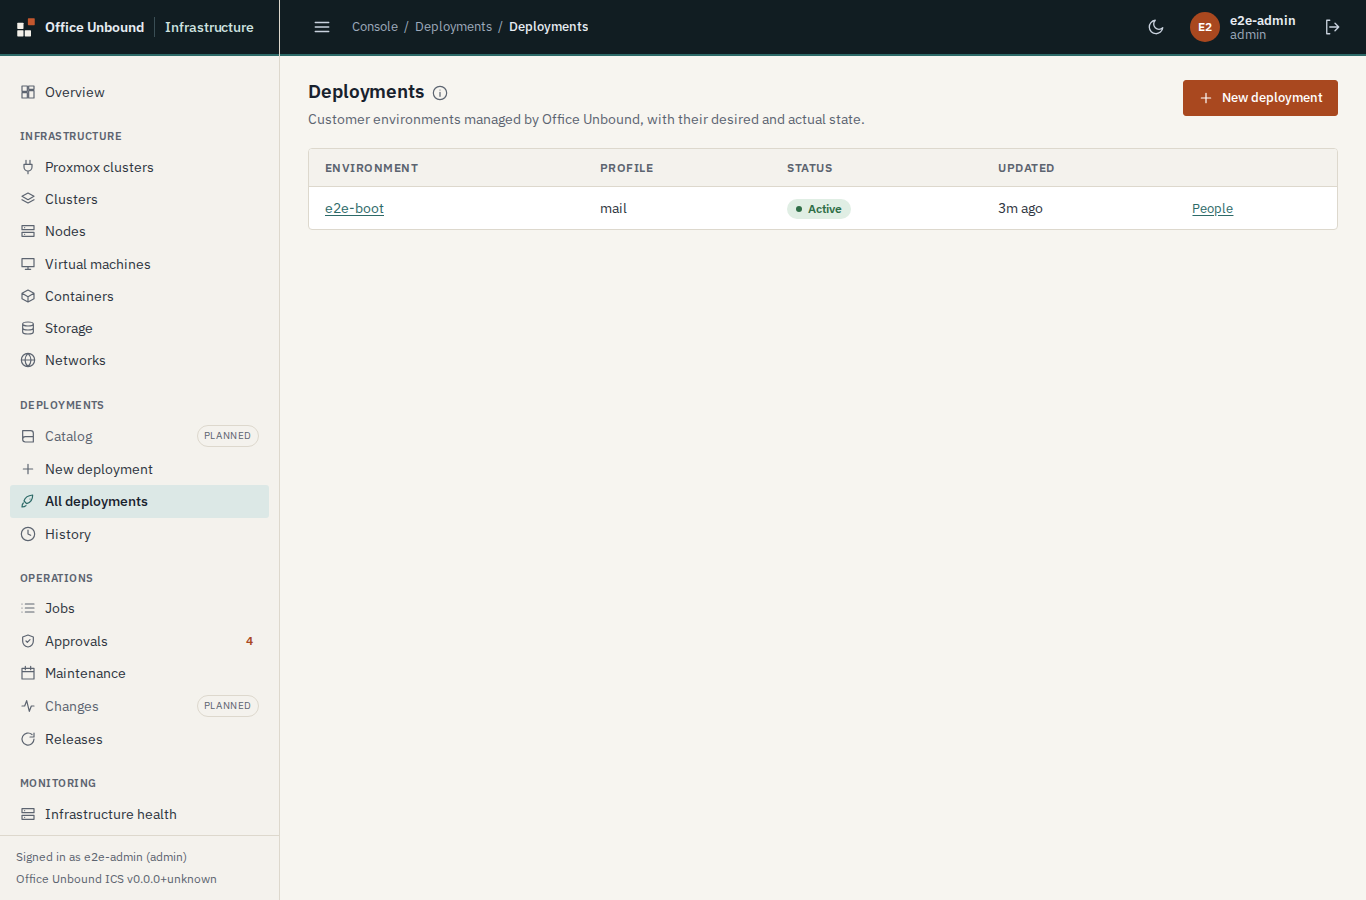 Office Unbound Infrastructure
Console / Deployments / Deployments
E2 e2e-admin
admin
Overview
INFRASTRUCTURE
Proxmox clusters
Clusters
Nodes
Virtual machines
Containers
Storage
Networks
DEPLOYMENTS
Catalog PLANNED
New deployment
All deployments
History
OPERATIONS
Jobs
Approvals 4
Maintenance
Changes PLANNED
Releases
MONITORING
Infrastructure health
Signed in as e2e-admin (admin)
Office Unbound ICS v0.0.0+unknown
Deployments
Customer environments managed by Office Unbound, with their desired and actual state.
New deployment
ENVIRONMENT PROFILE STATUS UPDATED
e2e-boot mail Active 3m ago People